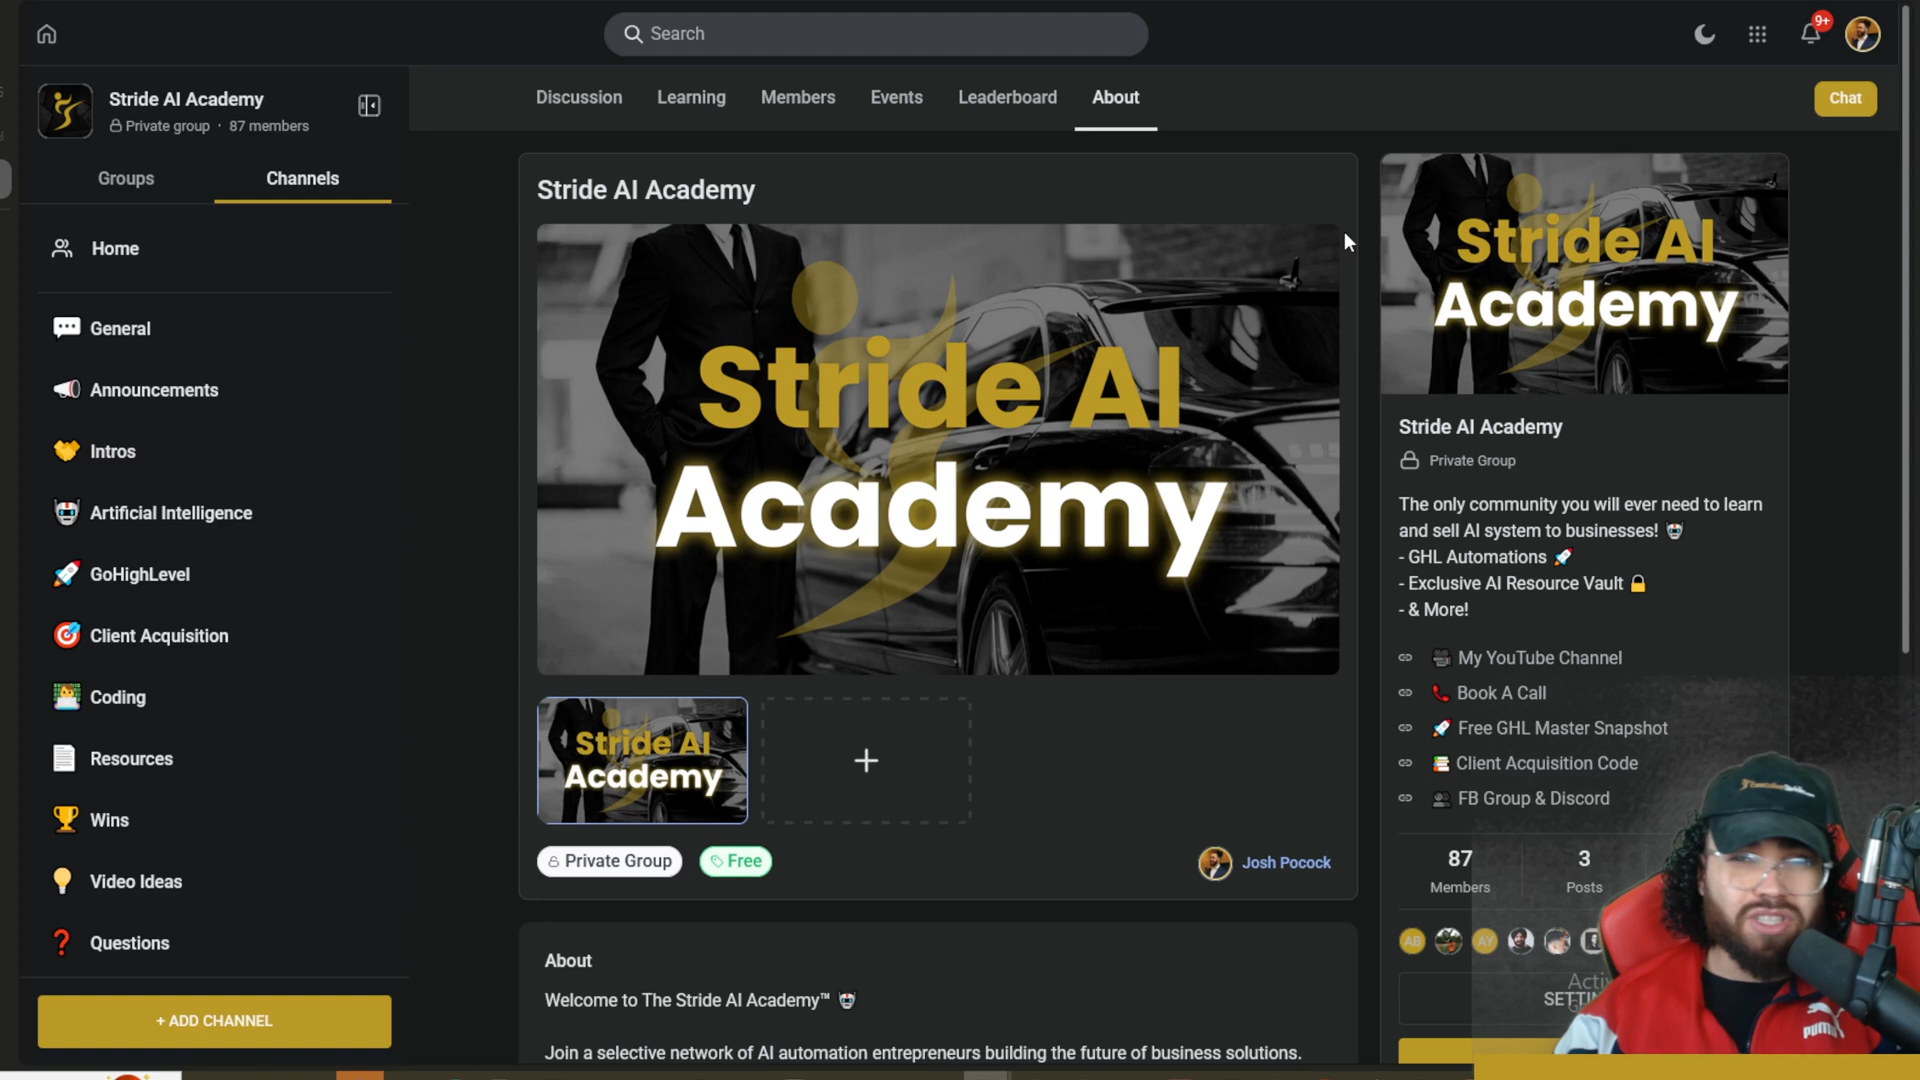 Search
9+
Stride AI Academy
Private group · 87 members
Groups
Channels
Home
General
Announcements
Intros
Artificial Intelligence
GoHighLevel
Client Acquisition
Coding
Resources
Wins
Video Ideas
Questions
+ ADD CHANNEL
Discussion
Learning
Members
Events
Leaderboard
About
Chat
Stride AI Academy
Stride AI
Academy
Stride AI
Academy
Private Group
Free
Josh Pocock
About
Welcome to The Stride AI Academy™
Join a selective network of AI automation entrepreneurs building the future of business solutions.
Stride AI
Academy
Stride AI Academy
Private Group
The only community you will ever need to learn
and sell AI system to businesses!
- GHL Automations
- Exclusive AI Resource Vault
- & More!
My YouTube Channel
Book A Call
Free GHL Master Snapshot
Client Acquisition Code
FB Group & Discord
87
Members
3
Posts
AB
AY
PUMA